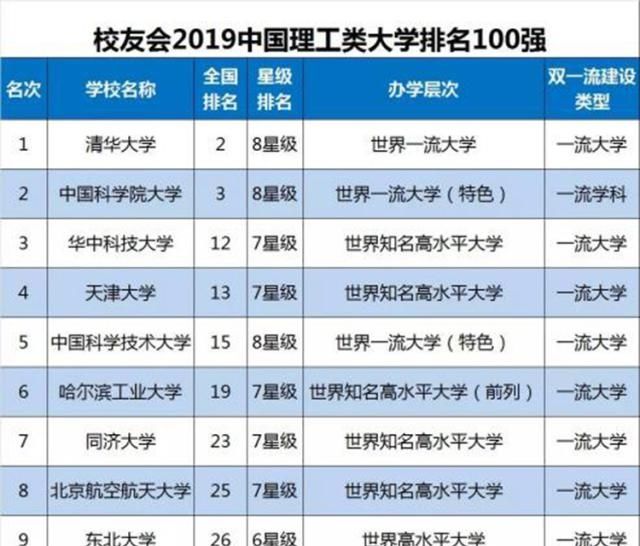 校友会2019中国理工类大学排名100强
名次 学校名称 全国排名 星级排名 办学层次 双一流建设类型
1 清华大学 2 8星级 世界一流大学 一流大学
2 中国科学院大学 3 8星级 世界一流大学（特色） 一流学科
3 华中科技大学 12 7星级 世界知名高水平大学 一流大学
4 天津大学 13 7星级 世界知名高水平大学 一流大学
5 中国科学技术大学 15 8星级 世界一流大学（特色） 一流大学
6 哈尔滨工业大学 19 7星级 世界知名高水平大学（前列） 一流大学
7 同济大学 23 7星级 世界知名高水平大学 一流大学
8 北京航空航天大学 25 7星级 世界知名高水平大学 一流大学
9 东北大学 26 6星级 世界高水平大学 一流大学